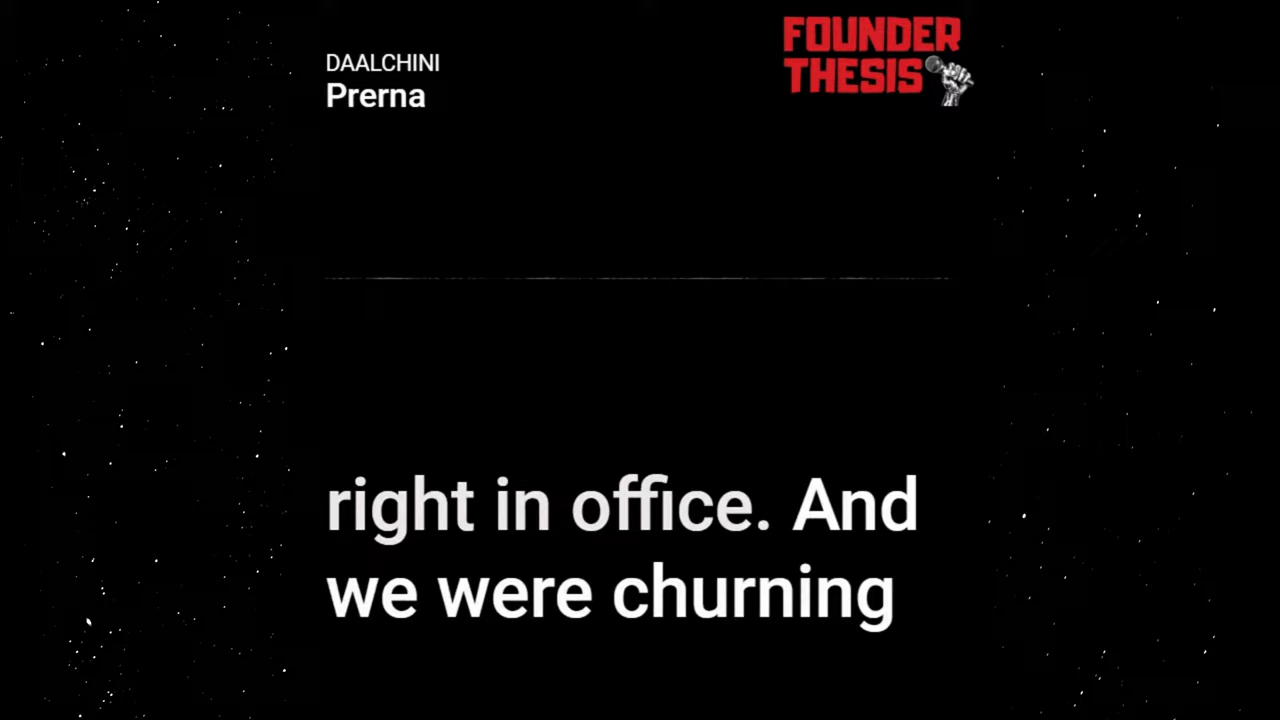 DAALCHINI
Prerna
FOUNDER
THESIS
right in office. And
we were churning